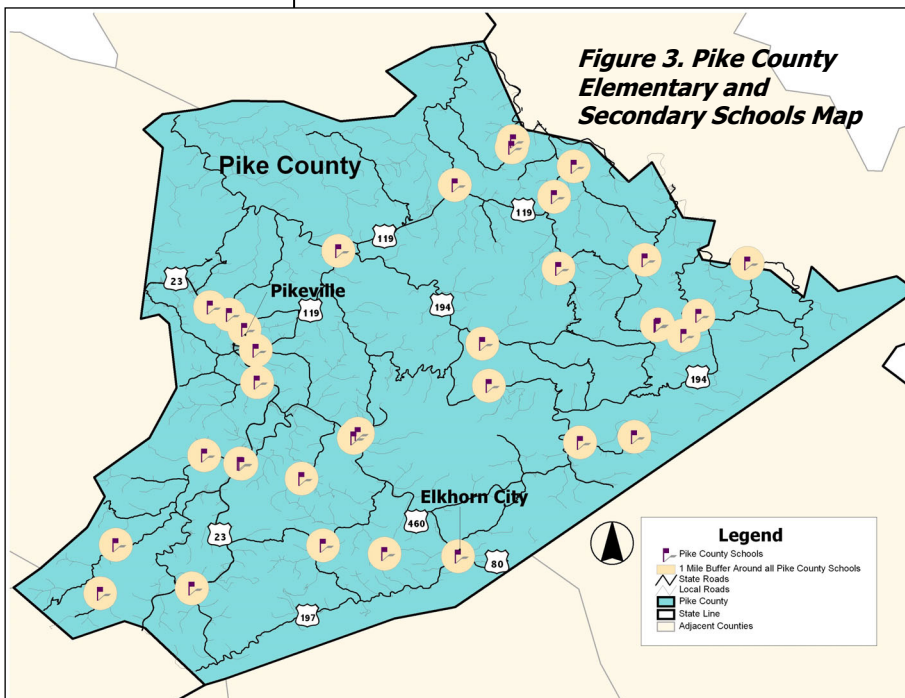 Figure 3. Pike County
Elementary and
Secondary Schools Map
Pike County
119
119
23
Pikeville
119
194
194
Elkhorn City
460
23
80
197
Legend
Pike County Schools
1 Mile Buffer Around all Pike County Schools
State Roads
Local Roads
Pike County
State Line
Adjacent Counties